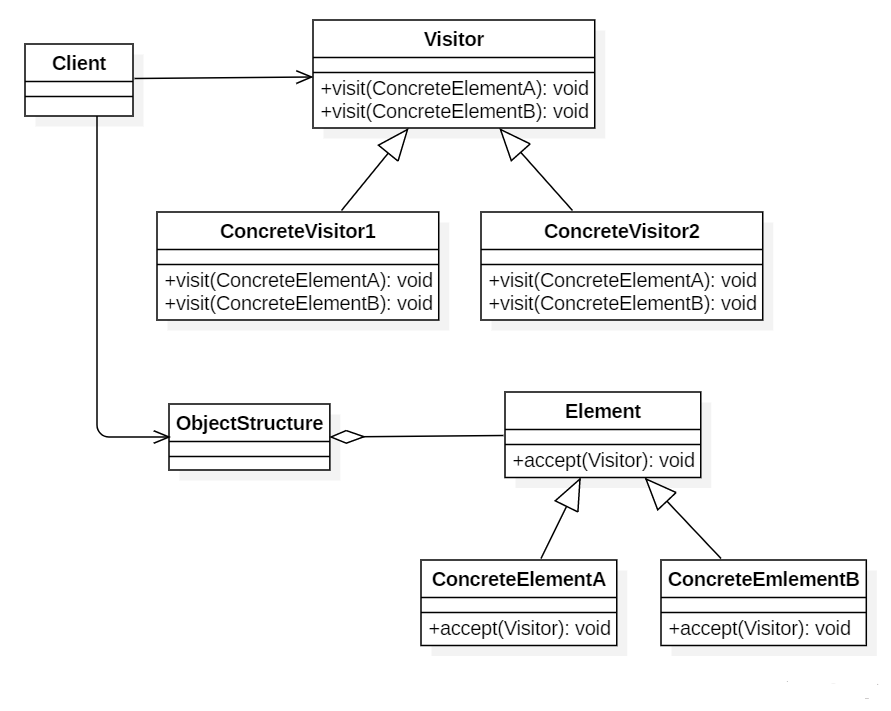 Client
Visitor
+visit(ConcreteElementA): void
+visit(ConcreteElementB): void
ConcreteVisitor1
+visit(ConcreteElementA): void
+visit(ConcreteElementB): void
ConcreteVisitor2
+visit(ConcreteElementA): void
+visit(ConcreteElementB): void
ObjectStructure
Element
+accept(Visitor): void
ConcreteElementA
+accept(Visitor): void
ConcreteEmlementB
+accept(Visitor): void